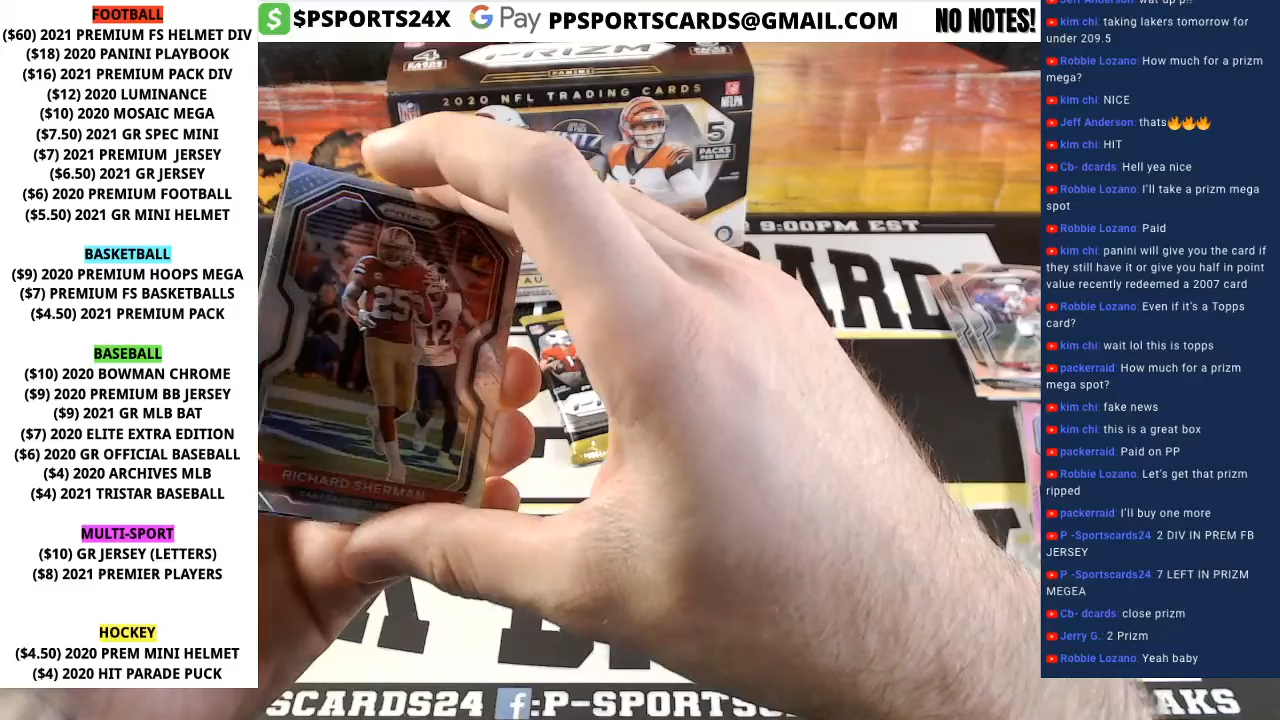 FOOTBALL
($60) 2021 PREMIUM FS HELMET DIV
($18) 2020 PANINI PLAYBOOK
($16) 2021 PREMIUM PACK DIV
($12) 2020 LUMINANCE
($10) 2020 MOSAIC MEGA
($7.50) 2021 GR SPEC MINI
($7) 2021 PREMIUM JERSEY
($6.50) 2021 GR JERSEY
($6) 2020 PREMIUM FOOTBALL
($5.50) 2021 GR MINI HELMET
BASKETBALL
($9) 2020 PREMIUM HOOPS MEGA
($7) PREMIUM FS BASKETBALLS
($4.50) 2021 PREMIUM PACK
BASEBALL
($10) 2020 BOWMAN CHROME
($9) 2020 PREMIUM BB JERSEY
($9) 2021 GR MLB BAT
($7) 2020 ELITE EXTRA EDITION
($6) 2020 GR OFFICIAL BASEBALL
($4) 2020 ARCHIVES MLB
($4) 2021 TRISTAR BASEBALL
MULTI-SPORT
($10) GR JERSEY (LETTERS)
($8) 2021 PREMIER PLAYERS
HOCKEY
($4.50) 2020 PREM MINI HELMET
($4) 2020 HIT PARADE PUCK
$PSPORTS24X G Pay PPSPORTSCARDS@GMAIL.COM NO NOTES!
PRIZM
PANINI
2020 NFL TRADING CARDS
NFLPA
5
PACKS
PER BOX
9:00PM EST
PRIZM
25
12
RICHARD SHERMAN
SCARDS24 f:P-SPORTS
AKS
kim chi: taking lakers tomorrow for
under 209.5
Robbie Lozano: How much for a prizm
mega?
kim chi: NICE
Jeff Anderson: thats🔥🔥🔥
kim chi: HIT
Cb- dcards: Hell yea nice
Robbie Lozano: I'll take a prizm mega
spot
Robbie Lozano: Paid
kim chi: panini will give you the card if
they still have it or give you half in point
value recently redeemed a 2007 card
Robbie Lozano: Even if it's a Topps
card?
kim chi: wait lol this is topps
packerraid: How much for a prizm
mega spot?
kim chi: fake news
kim chi: this is a great box
packerraid: Paid on PP
Robbie Lozano: Let's get that prizm
ripped
packerraid: I'll buy one more
P -Sportscards24: 2 DIV IN PREM FB
JERSEY
P -Sportscards24: 7 LEFT IN PRIZM
MEGEA
Cb- dcards: close prizm
Jerry G.: 2 Prizm
Robbie Lozano: Yeah baby